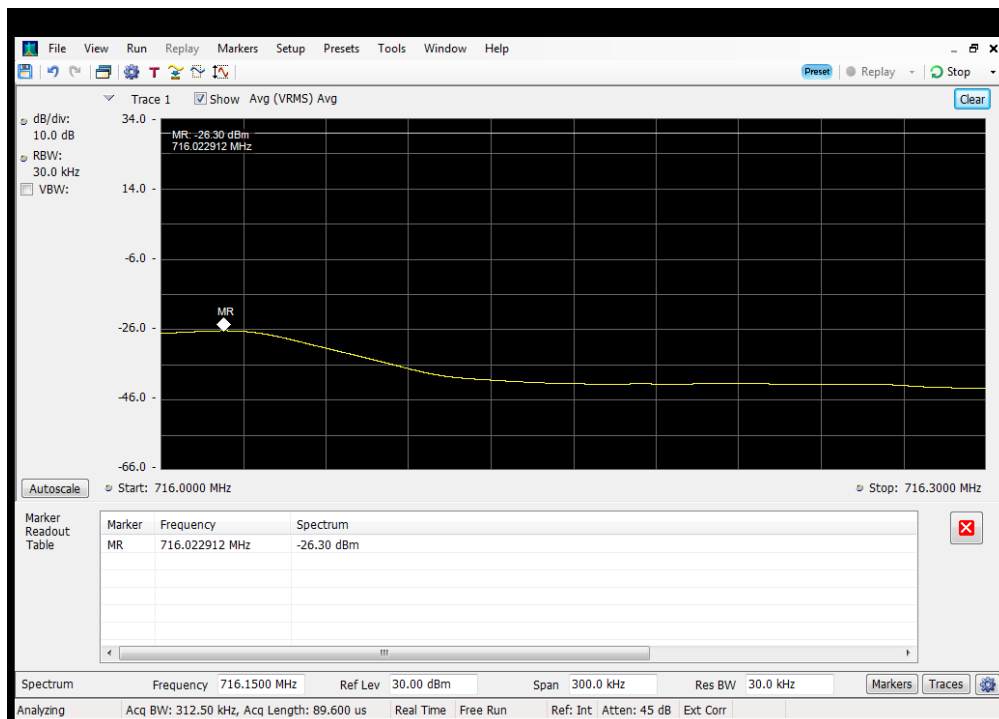 File View Run Replay Markers Setup Presets Tools Window Help
Preset Replay Stop
Trace 1 Show Avg (VRMS) Avg Clear
dB/div: 34.0 -
10.0 dB MR: -26.30 dBm
716.022912 MHz
RBW:
30.0 kHz
VBW: 14.0 -
-6.0 -
MR
-26.0 -
-46.0 -
-66.0 -
Autoscale Start: 716.0000 MHz Stop: 716.3000 MHz
Marker
Readout
Table
Marker Frequency Spectrum
MR 716.022912 MHz -26.30 dBm
Spectrum Frequency 716.1500 MHz Ref Lev 30.00 dBm Span 300.0 kHz Res BW 30.0 kHz Markers Traces
Analyzing Acq BW: 312.50 kHz, Acq Length: 89.600 us Real Time Free Run Ref: Int Atten: 45 dB Ext Corr